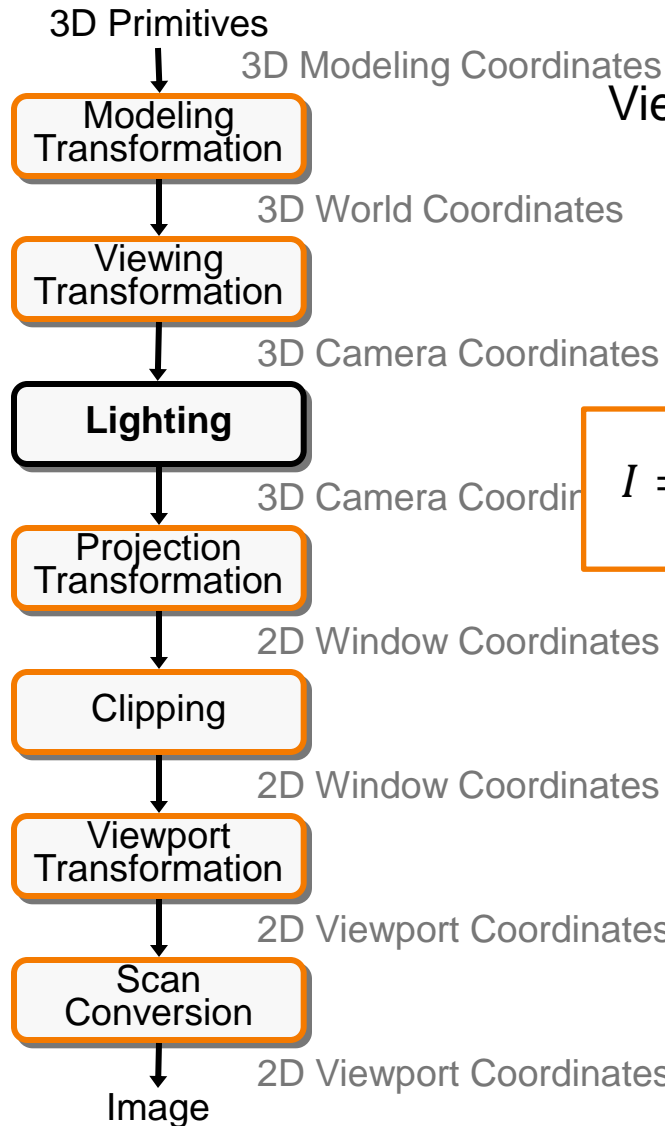 3D Primitives
3D Modeling Coordinates
Vie
Modeling
Transformation
3D World Coordinates
Viewing
Transformation
3D Camera Coordinates
Lighting
3D Camera Coordin
I =
Projection
Transformation
2D Window Coordinates
Clipping
2D Window Coordinates
Viewport
Transformation
2D Viewport Coordinates
Scan
Conversion
2D Viewport Coordinates
Image